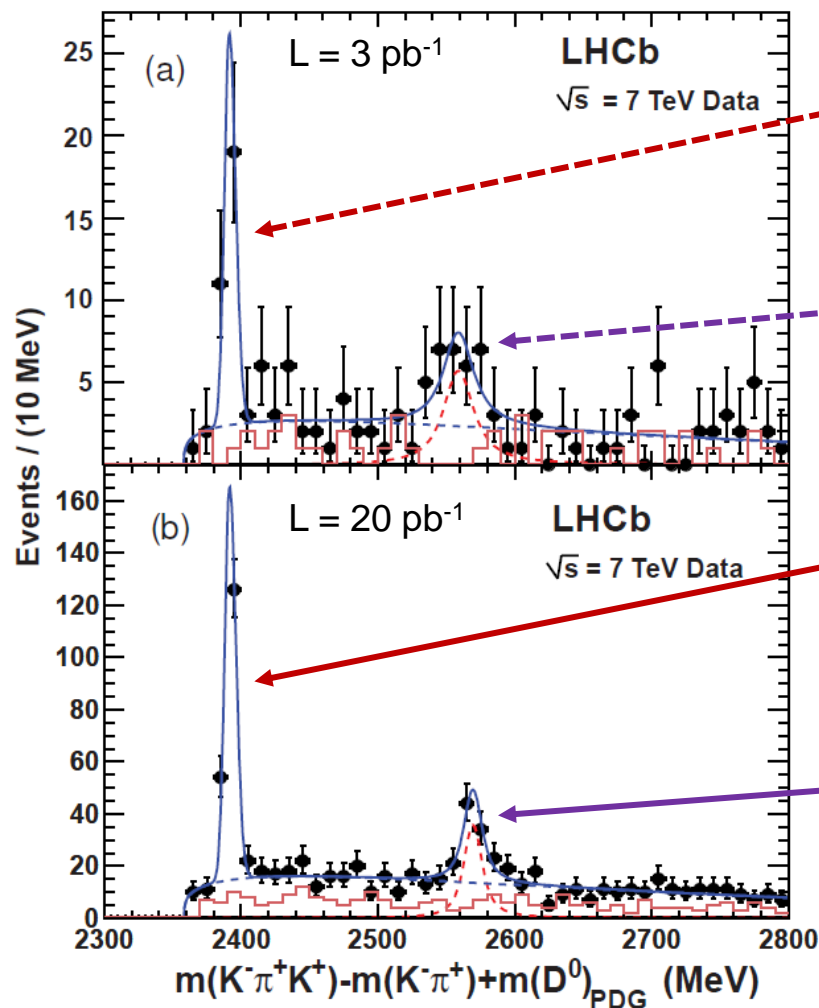 (a)
L = 3 pb⁻¹
LHCb
√s = 7 TeV Data
25
20
15
10
5
Events / (10 MeV)
(b)
L = 20 pb⁻¹
LHCb
√s = 7 TeV Data
160
140
120
100
80
60
40
20
0
2300 2400 2500 2600 2700 2800
m(K⁻π⁺K⁺)-m(K⁻π⁺)+m(D⁰)PDG (MeV)